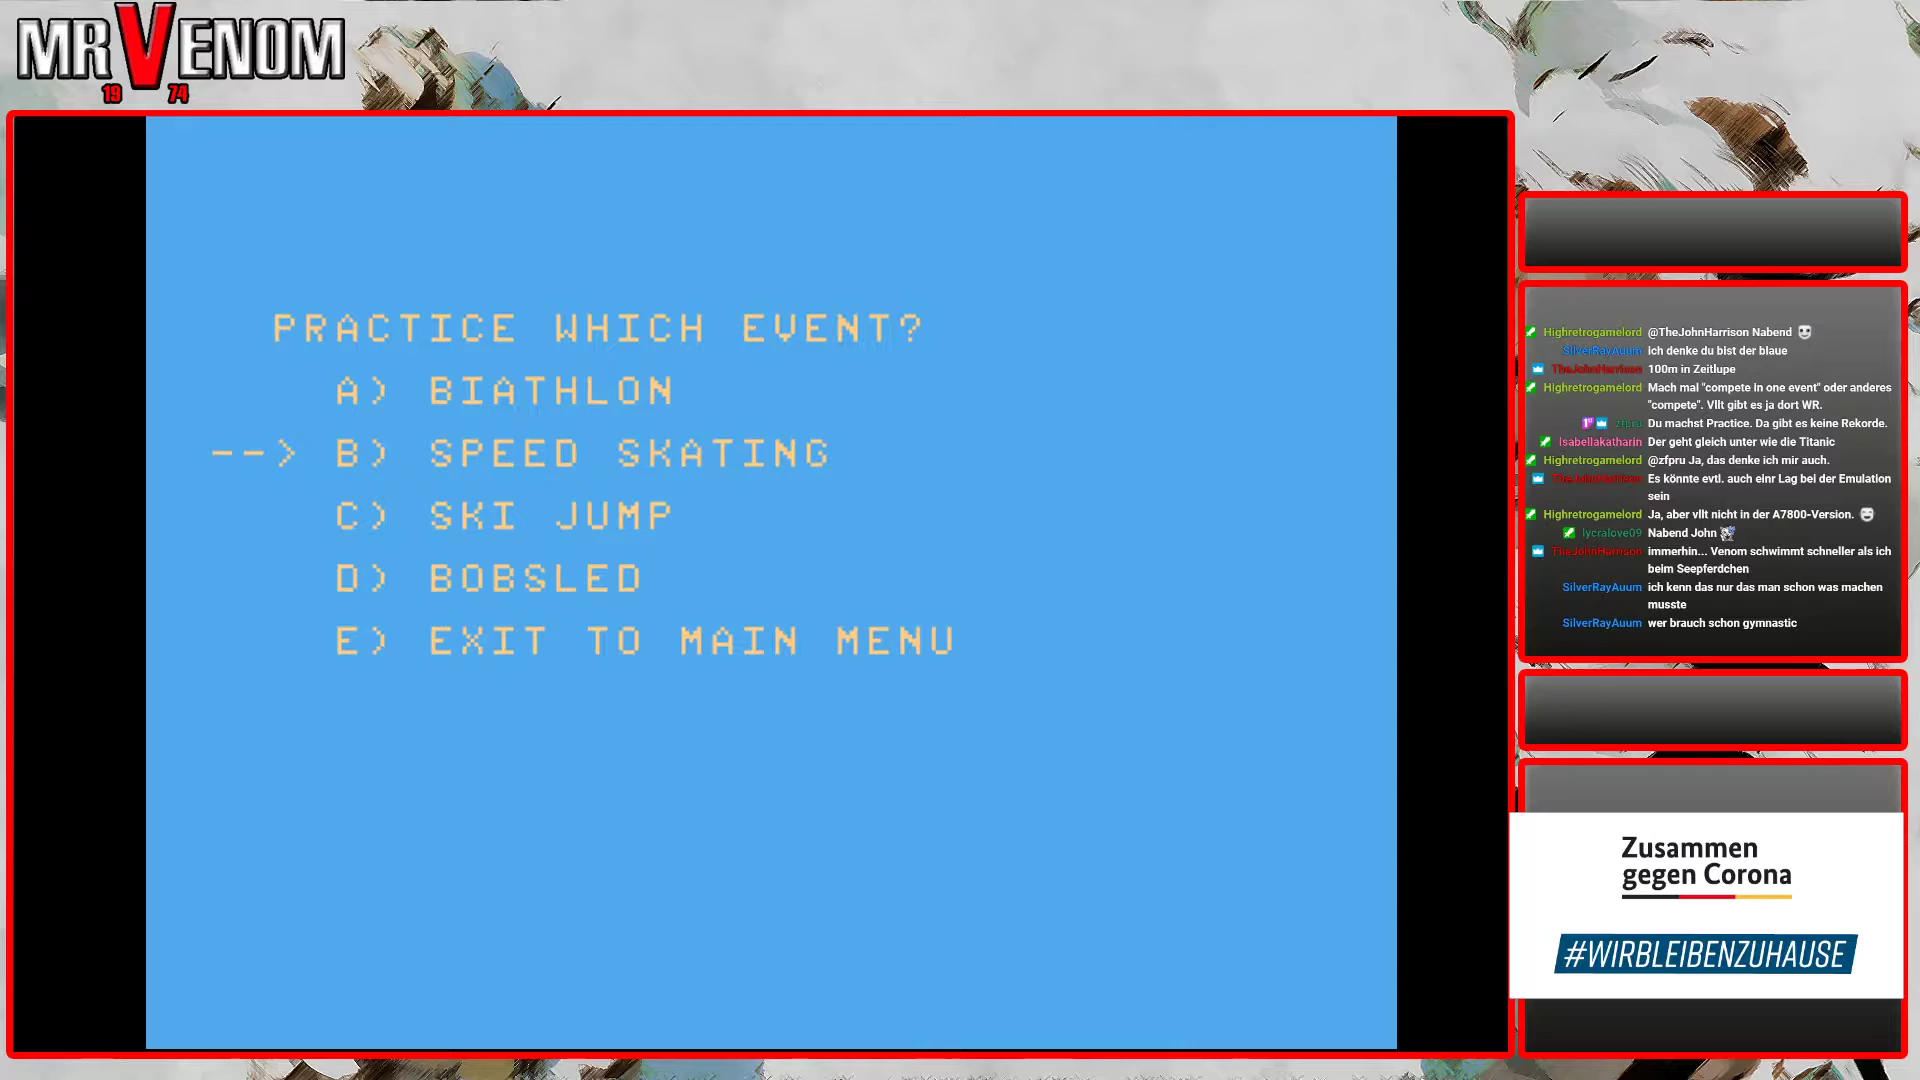 MRVENOM
19 74
PRACTICE WHICH EVENT?
A) BIATHLON
--> B) SPEED SKATING
C) SKI JUMP
D) BOBSLED
E) EXIT TO MAIN MENU
Highretrogamelord @TheJohnHarrison Nabend
SilverRayAuum ich denke du bist der blaue
TheJohnHarrison 100m in Zeitlupe
Highretrogamelord Mach mal "compete in one event" oder anderes
"compete". Vllt gibt es ja dort WR.
zfpru Du machst Practice. Da gibt es keine Rekorde.
Isabellakatharin Der geht gleich unter wie die Titanic
Highretrogamelord @zfpru Ja, das denke ich mir auch.
TheJohnHarrison Es könnte evtl. auch einr Lag bei der Emulation
sein
Highretrogamelord Ja, aber vllt nicht in der A7800-Version.
lycralove09 Nabend John
TheJohnHarrison immerhin... Venom schwimmt schneller als ich
beim Seepferdchen
SilverRayAuum ich kenn das nur das man schon was machen
musste
SilverRayAuum wer brauch schon gymnastic
Zusammen
gegen Corona
#WIRBLEIBENZUHAUSE